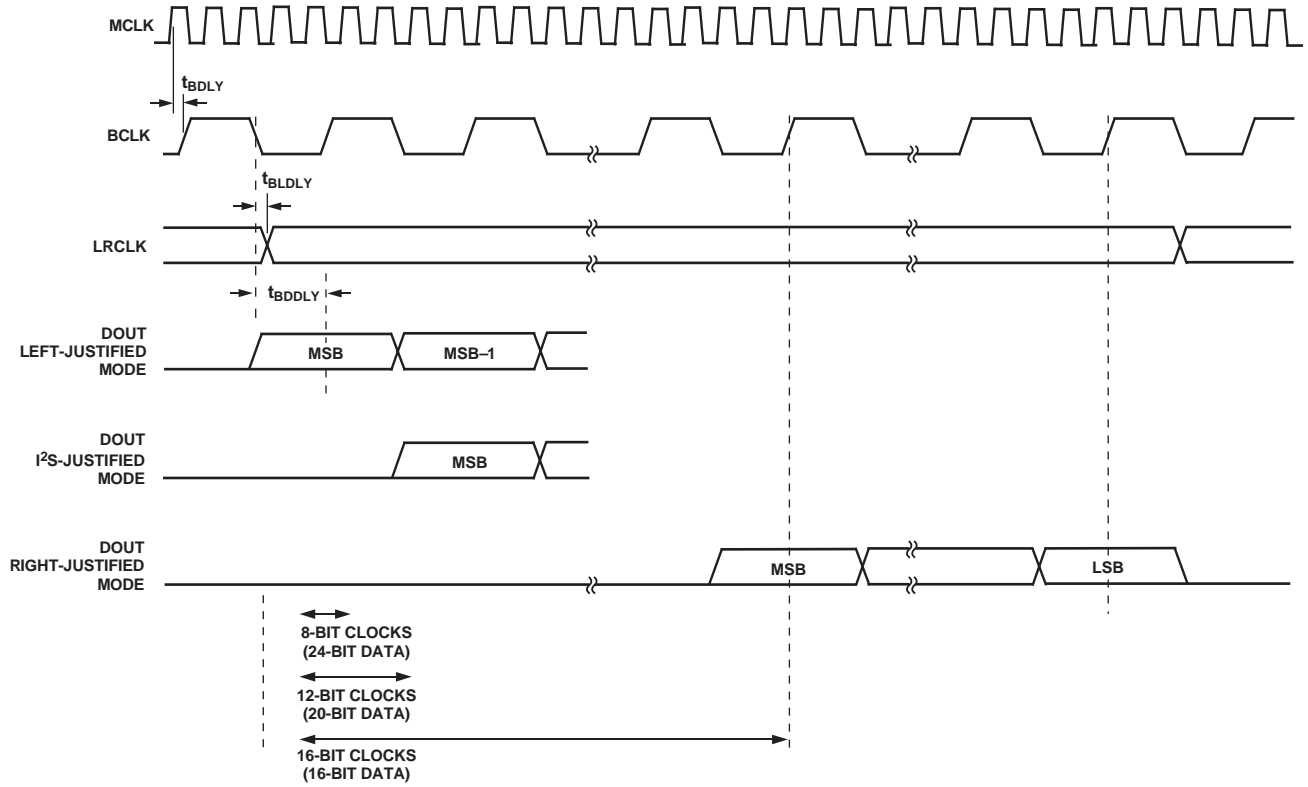 MCLK
tBDLY
BCLK
tBLDLY
LRCLK
tBDDLY
DOUT
LEFT-JUSTIFIED
MODE
MSB
MSB–1
DOUT
I²S-JUSTIFIED
MODE
MSB
DOUT
RIGHT-JUSTIFIED
MODE
MSB
LSB
8-BIT CLOCKS
(24-BIT DATA)
12-BIT CLOCKS
(20-BIT DATA)
16-BIT CLOCKS
(16-BIT DATA)